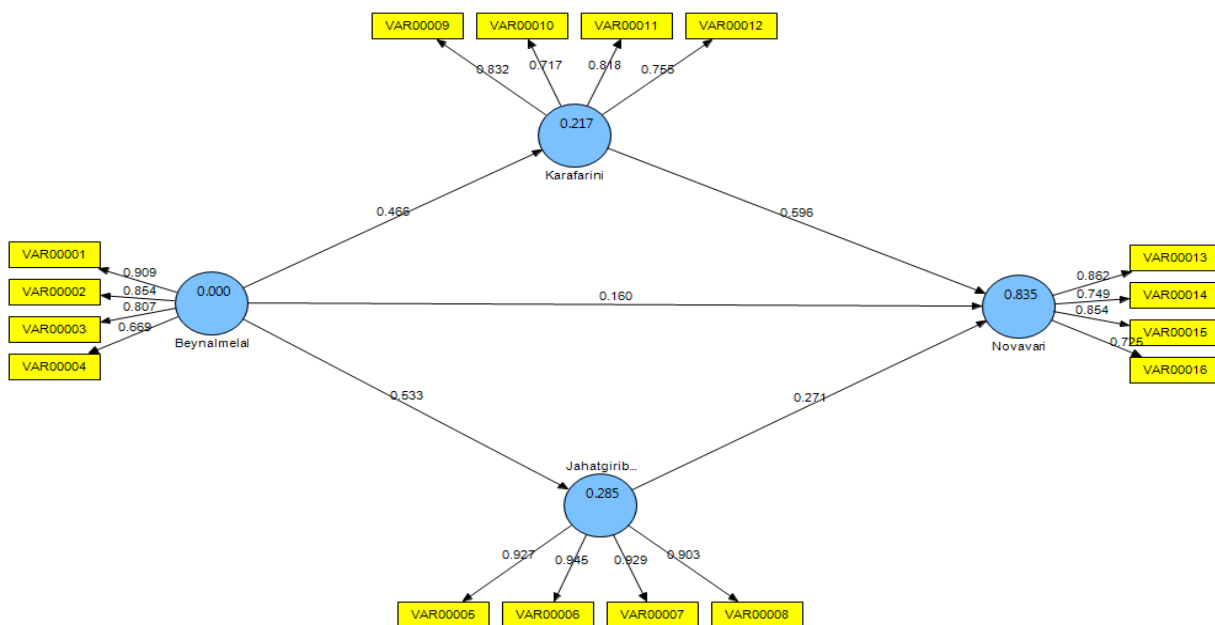 VAR00009
VAR00010
VAR00011
VAR00012
0.832
0.717
0.818
0.755
0.217
Karafarini
0.466
0.596
VAR00001
VAR00002
VAR00003
VAR00004
0.909
0.854
0.807
0.669
0.000
Beynalmelal
0.160
0.835
Novavari
0.862
0.749
0.854
0.725
VAR00013
VAR00014
VAR00015
VAR00016
0.533
0.271
Jahatgirib...
0.285
0.927
0.945
0.929
0.903
VAR00005
VAR00006
VAR00007
VAR00008